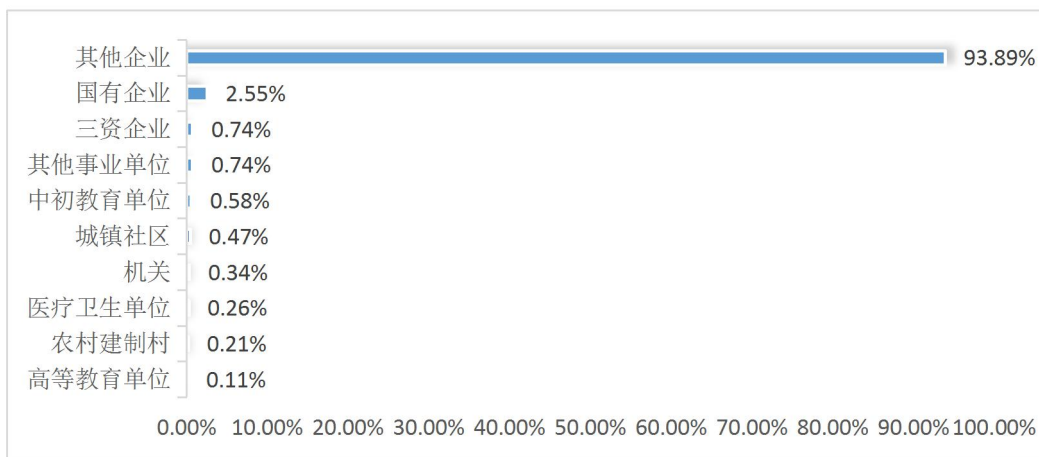 其他企业 93.89%
国有企业 2.55%
三资企业 0.74%
其他事业单位 0.74%
中初教育单位 0.58%
城镇社区 0.47%
机关 0.34%
医疗卫生单位 0.26%
农村建制村 0.21%
高等教育单位 0.11%
0.00% 10.00% 20.00% 30.00% 40.00% 50.00% 60.00% 70.00% 80.00% 90.00% 100.00%